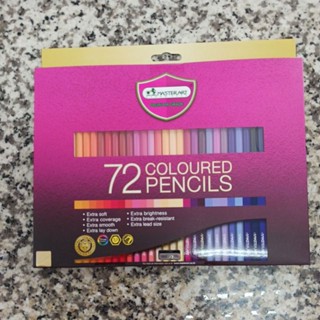 MASTERART
72 COLOURED
PENCILS
• Extra soft
• Extra coverage
• Extra smooth
• Extra lay down
• Extra brightness
• Extra break-resistant
• Extra lead size